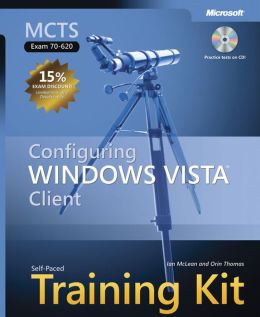 Microsoft
MCTS
Exam 70-620
Practice tests on CD!
15%
EXAM DISCOUNT!
Configuring
WINDOWS VISTA®
Client
Ian McLean and Orin Thomas
Self-Paced
Training Kit